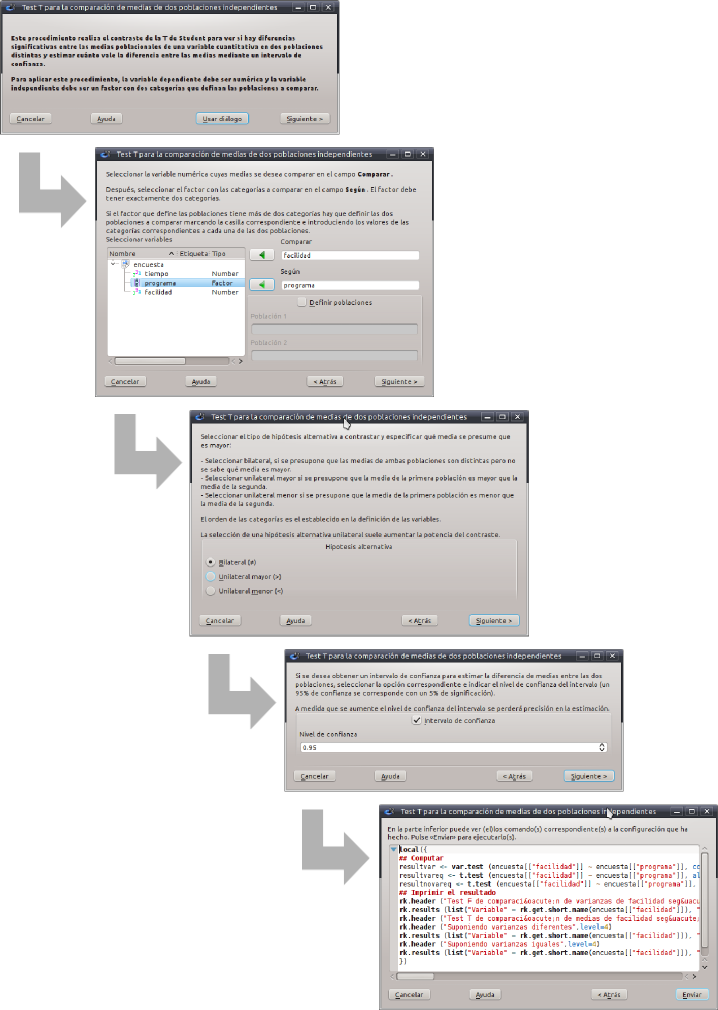 Test T para la comparación de medias de dos poblaciones independientes
Este procedimiento realiza el contraste de la T de Student para ver si hay diferencias
significativas entre las medias poblacionales de una variable cuantitativa en dos poblaciones
distintas y estimar cuánto vale la diferencia entre las medias mediante un intervalo de
confianza.
Para aplicar este procedimiento, la variable dependiente debe ser numérica y la variable
independiente debe ser un factor con dos categorías que definan las poblaciones a comparar.
Cancelar Ayuda Usar diálogo Siguiente >
Test T para la comparación de medias de dos poblaciones independientes
Seleccionar la variable numérica cuyas medias se desea comparar en el campo Comparar .
Después, seleccionar el factor con las categorías a comparar en el campo Según . El factor debe
tener exactamente dos categorías.
Si el factor que define las poblaciones tiene más de dos categorías hay que definir las dos
poblaciones a comparar marcando la casilla correspondiente e introduciendo los valores de las
categorías correspondientes a cada una de las dos poblaciones.
Seleccionar variables
Comparar
Nombre Etiqueta Tipo
facilidad
encuesta
tiempo Number
Según
programa Factor
programa
facilidad Number
Definir poblaciones
Población 1
Población 2
Cancelar Ayuda < Atrás Siguiente >
Test T para la comparación de medias de dos poblaciones independientes
Seleccionar el tipo de hipótesis alternativa a contrastar y especificar qué media se presume que
es mayor:
- Seleccionar bilateral, si se presupone que las medias de ambas poblaciones son distintas pero no
se sabe qué media es mayor.
- Seleccionar unilateral mayor si se presupone que la media de la primera población es mayor que la
media de la segunda.
- Seleccionar unilateral menor si se presupone que la media de la primera población es menor que
la media de la segunda.
El orden de las categorías es el establecido en la definición de las variables.
La selección de una hipótesis alternativa unilateral suele aumentar la potencia del contraste.
Hipótesis alternativa
Bilateral (≠)
Unilateral mayor (>)
Unilateral menor (<)
Cancelar Ayuda < Atrás Siguiente >
Test T para la comparación de medias de dos poblaciones independientes
Si se desea obtener un intervalo de confianza para estimar la diferencia de medias entre las dos
poblaciones, seleccionar la opción correspondiente e indicar el nivel de confianza del intervalo (un
95% de confianza se corresponde con un 5% de significación).
A medida que se aumente el nivel de confianza del intervalo se perderá precisión en la estimación.
Intervalo de confianza
Nivel de confianza
0.95
Cancelar Ayuda < Atrás Siguiente >
Test T para la comparación de medias de dos poblaciones independientes
En la parte inferior puede ver (el)los comando(s) correspondiente(s) a la configuración que ha
hecho. Pulse «Enviar» para ejecutarlo(s).
local({
## Computar
resultvar <- var.test (encuesta[["facilidad"]] ~ encuesta[["programa"]], co
resultvareq <- t.test (encuesta[["facilidad"]] ~ encuesta[["programa"]], al
resultnovareq <- t.test (encuesta[["facilidad"]] ~ encuesta[["programa"]],
## Imprimir el resultado
rk.header ("Test F de comparaci&oacute;n de varianzas de facilidad seg&uacu
rk.results (list("Variable" = rk.get.short.name(encuesta[["facilidad"]]), "
rk.header ("Test T de comparaci&oacute;n de medias de facilidad seg&uacute;
rk.header ("Suponiendo varianzas diferentes",level=4)
rk.results (list("Variable" = rk.get.short.name(encuesta[["facilidad"]]), "
rk.header ("Suponiendo varianzas iguales",level=4)
rk.results (list("Variable" = rk.get.short.name(encuesta[["facilidad"]]), "
})
Cancelar Ayuda < Atrás Enviar